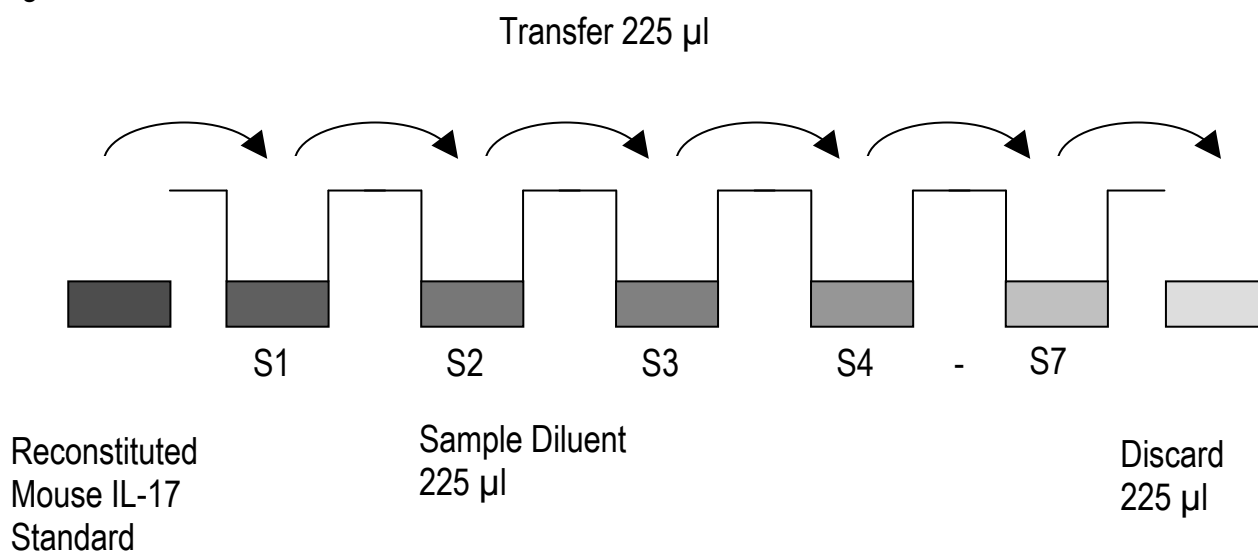 Transfer 225 µl
S1 S2 S3 S4 - S7
Reconstituted
Mouse IL-17
Standard
Sample Diluent
225 µl
Discard
225 µl